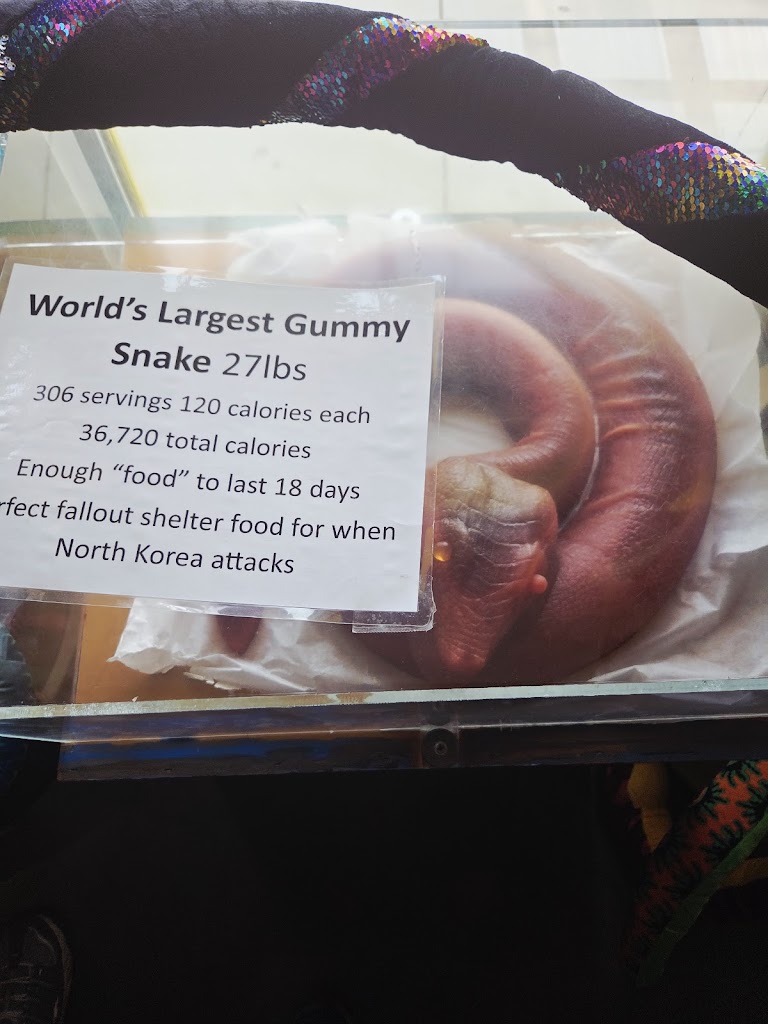 World's Largest Gummy
Snake 27lbs
306 servings 120 calories each
36,720 total calories
Enough “food” to last 18 days
rfect fallout shelter food for when
North Korea attacks